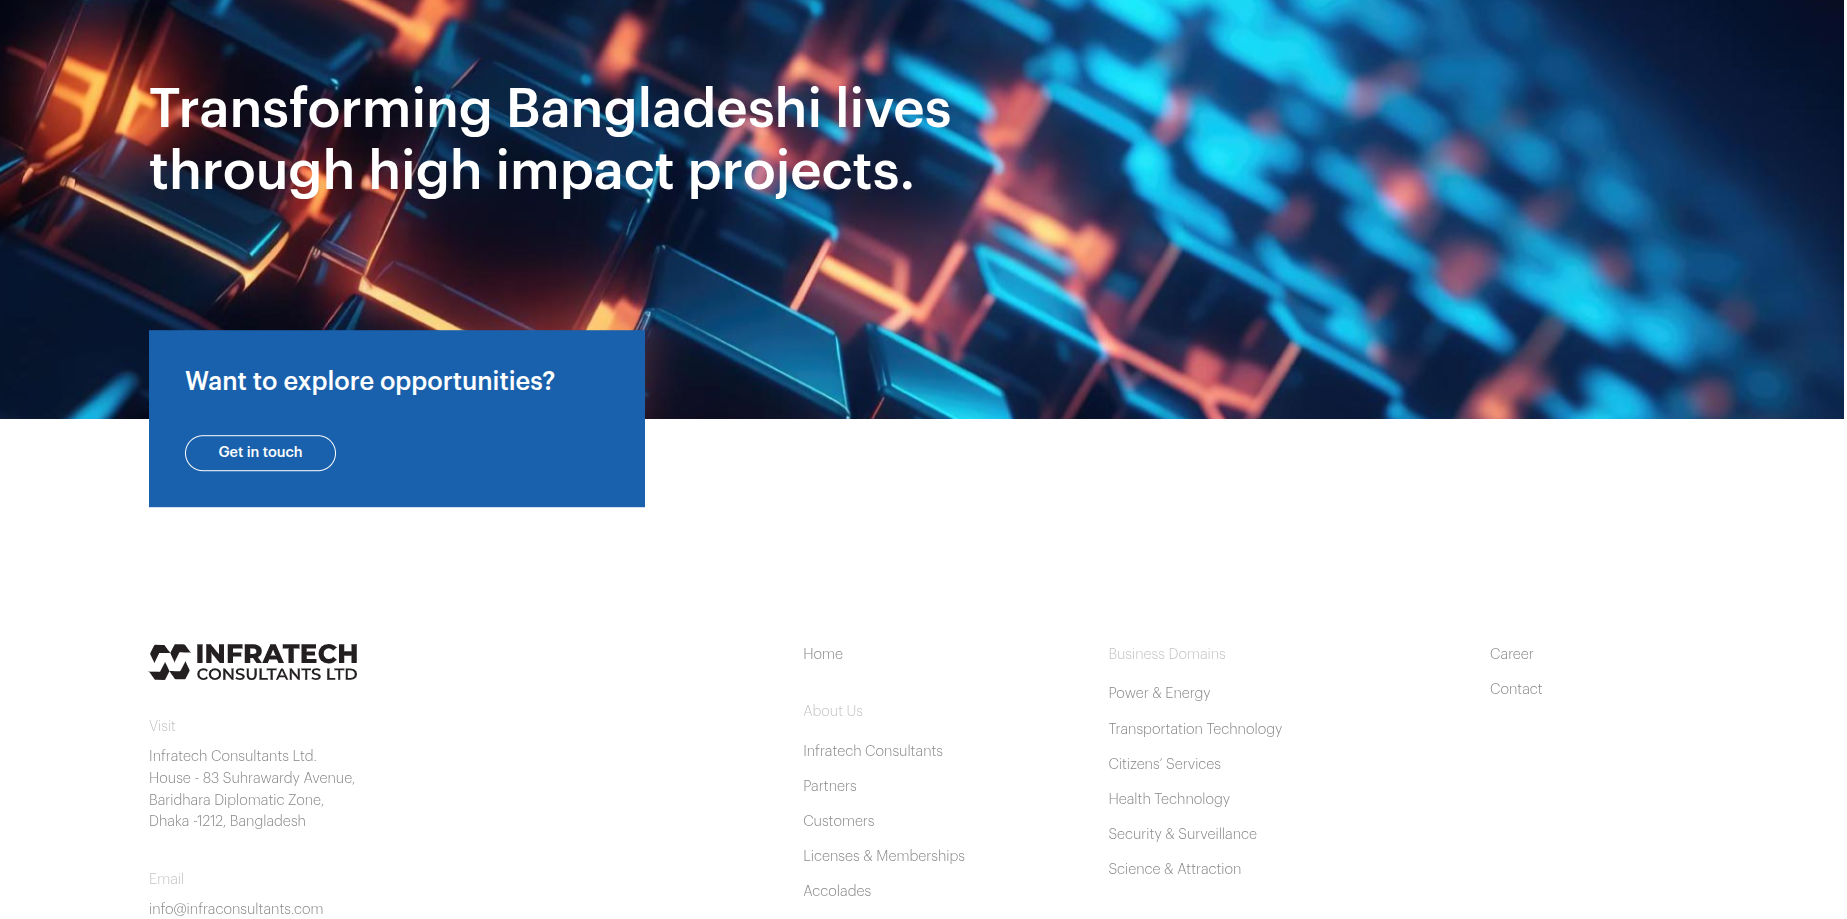 Transforming Bangladeshi lives
through high impact projects.
Want to explore opportunities?
Get in touch
INFRATECH
CONSULTANTS LTD
Visit
Infratech Consultants Ltd.
House - 83 Suhrawardy Avenue,
Baridhara Diplomatic Zone,
Dhaka -1212, Bangladesh
Email
info@infraconsultants.com
Home
About Us
Infratech Consultants
Partners
Customers
Licenses & Memberships
Accolades
Business Domains
Power & Energy
Transportation Technology
Citizens’ Services
Health Technology
Security & Surveillance
Science & Attraction
Career
Contact